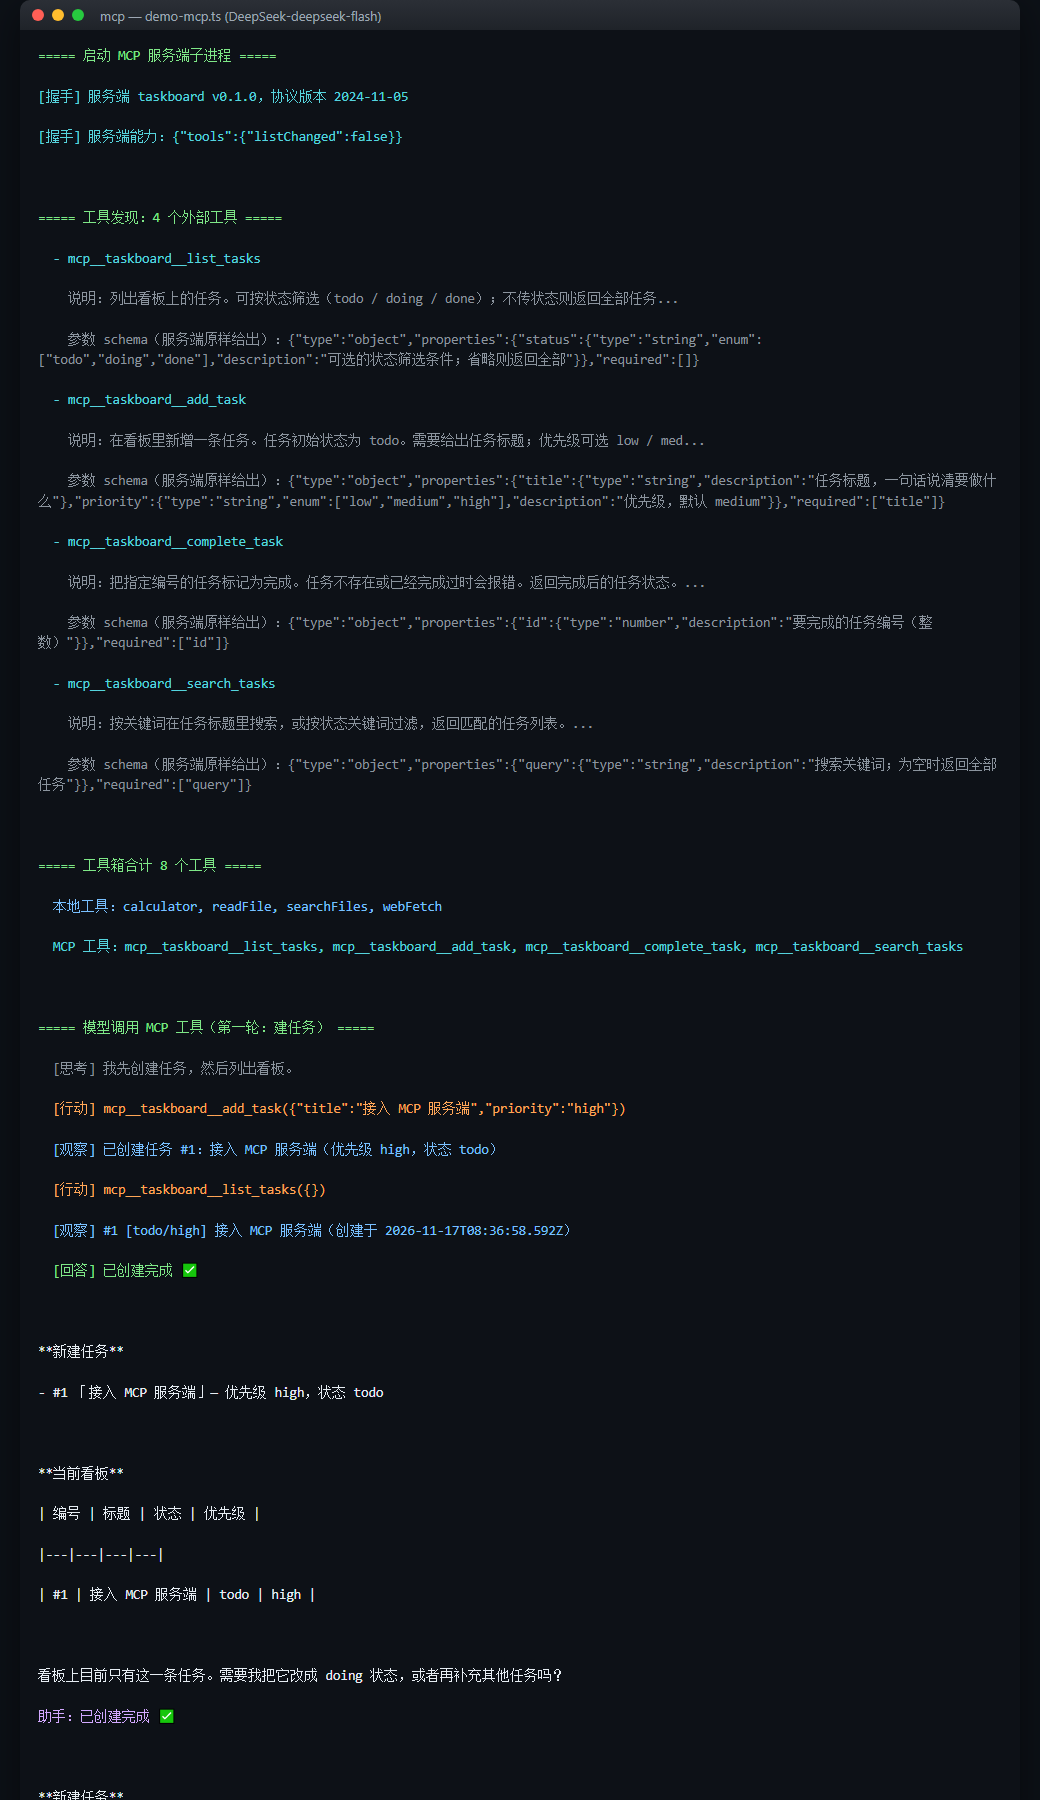 mcp — demo-mcp.ts (DeepSeek-deepseek-flash)
===== 启动 MCP 服务端子进程 =====
[握手] 服务端 taskboard v0.1.0，协议版本 2024-11-05
[握手] 服务端能力：{"tools":{"listChanged":false}}
===== 工具发现：4 个外部工具 =====
- mcp__taskboard__list_tasks
说明：列出看板上的任务。可按状态筛选（todo / doing / done）；不传状态则返回全部任务...
参数 schema（服务端原样给出）：{"type":"object","properties":{"status":{"type":"string","enum":
["todo","doing","done"],"description":"可选的状态筛选条件；省略则返回全部"}},"required":[]}
- mcp__taskboard__add_task
说明：在看板里新增一条任务。任务初始状态为 todo。需要给出任务标题；优先级可选 low / med...
参数 schema（服务端原样给出）：{"type":"object","properties":{"title":{"type":"string","description":"任务标题，一句话说清要做什
么"},"priority":{"type":"string","enum":["low","medium","high"],"description":"优先级，默认 medium"}},"required":["title"]}
- mcp__taskboard__complete_task
说明：把指定编号的任务标记为完成。任务不存在或已经完成过时会报错。返回完成后的任务状态。...
参数 schema（服务端原样给出）：{"type":"object","properties":{"id":{"type":"number","description":"要完成的任务编号（整
数）"}},"required":["id"]}
- mcp__taskboard__search_tasks
说明：按关键词在任务标题里搜索，或按状态关键词过滤，返回匹配的任务列表。...
参数 schema（服务端原样给出）：{"type":"object","properties":{"query":{"type":"string","description":"搜索关键词；为空时返回全部
任务"}},"required":["query"]}
===== 工具箱合计 8 个工具 =====
本地工具：calculator, readFile, searchFiles, webFetch
MCP 工具：mcp__taskboard__list_tasks, mcp__taskboard__add_task, mcp__taskboard__complete_task, mcp__taskboard__search_tasks
===== 模型调用 MCP 工具（第一轮：建任务） =====
[思考] 我先创建任务，然后列出看板。
[行动] mcp__taskboard__add_task({"title":"接入 MCP 服务端","priority":"high"})
[观察] 已创建任务 #1：接入 MCP 服务端（优先级 high，状态 todo）
[行动] mcp__taskboard__list_tasks({})
[观察] #1 [todo/high] 接入 MCP 服务端（创建于 2026-11-17T08:36:58.592Z）
[回答] 已创建完成 ✅
**新建任务**
- #1 「接入 MCP 服务端」— 优先级 high，状态 todo
**当前看板**
| 编号 | 标题 | 状态 | 优先级 |
|---|---|---|---|
| #1 | 接入 MCP 服务端 | todo | high |
看板上目前只有这一条任务。需要我把它改成 doing 状态，或者再补充其他任务吗？
助手：已创建完成 ✅
**新建任务**